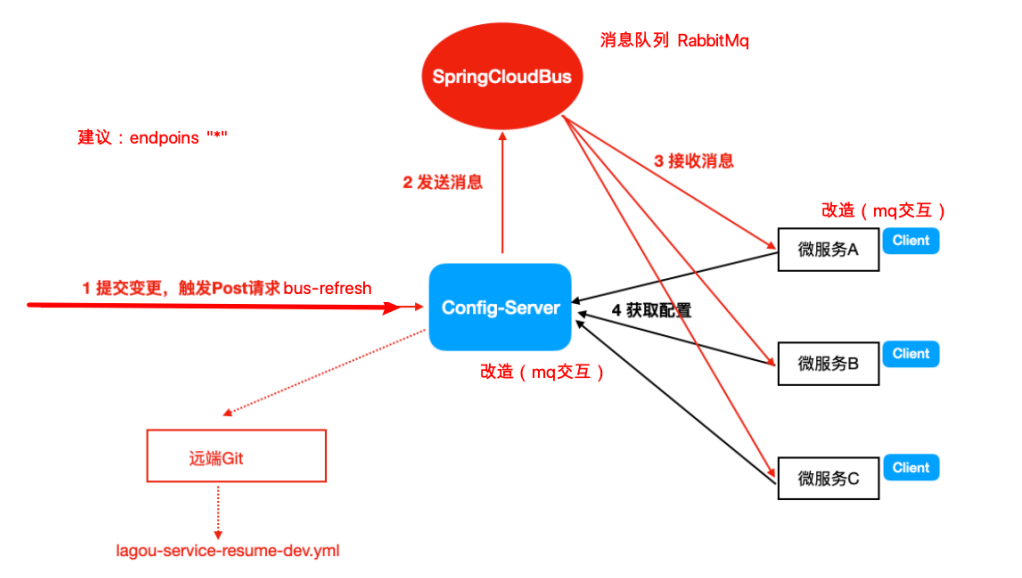 消息队列 RabbitMq
SpringCloudBus
建议：endpoins "*"
2 发送消息
3 接收消息
改造（mq交互）
微服务A
Client
1 提交变更，触发Post请求 bus-refresh
Config-Server
4 获取配置
改造（mq交互）
微服务B
Client
远端Git
微服务C
Client
lagou-service-resume-dev.yml